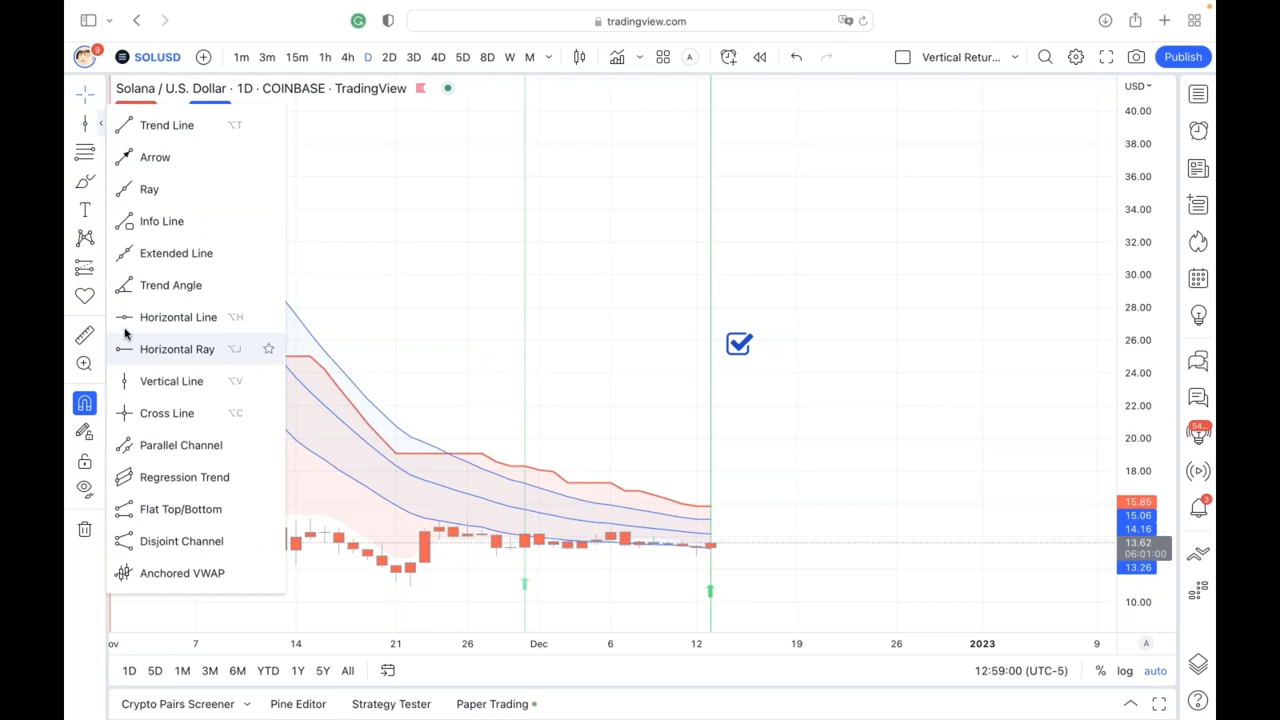 tradingview.com
9
SOLUSD
1m 3m 15m 1h 4h D 2D 3D 4D 5D 8D W M
A
Vertical Retur...
Publish
Solana / U.S. Dollar · 1D · COINBASE · TradingView
USD
Trend Line ⌥T
Arrow
Ray
Info Line
Extended Line
Trend Angle
Horizontal Line ⌥H
Horizontal Ray ⌥J
Vertical Line ⌥V
Cross Line ⌥C
Parallel Channel
Regression Trend
Flat Top/Bottom
Disjoint Channel
Anchored VWAP
40.00
38.00
36.00
34.00
32.00
30.00
28.00
26.00
24.00
22.00
20.00
18.00
15.85
15.06
14.16
13.62
06:01:00
13.26
10.00
54...
3
ov 7 14 21 26 Dec 6 12 19 26 2023 9 A
1D 5D 1M 3M 6M YTD 1Y 5Y All
12:59:00 (UTC-5) % log auto
Crypto Pairs Screener Pine Editor Strategy Tester Paper Trading